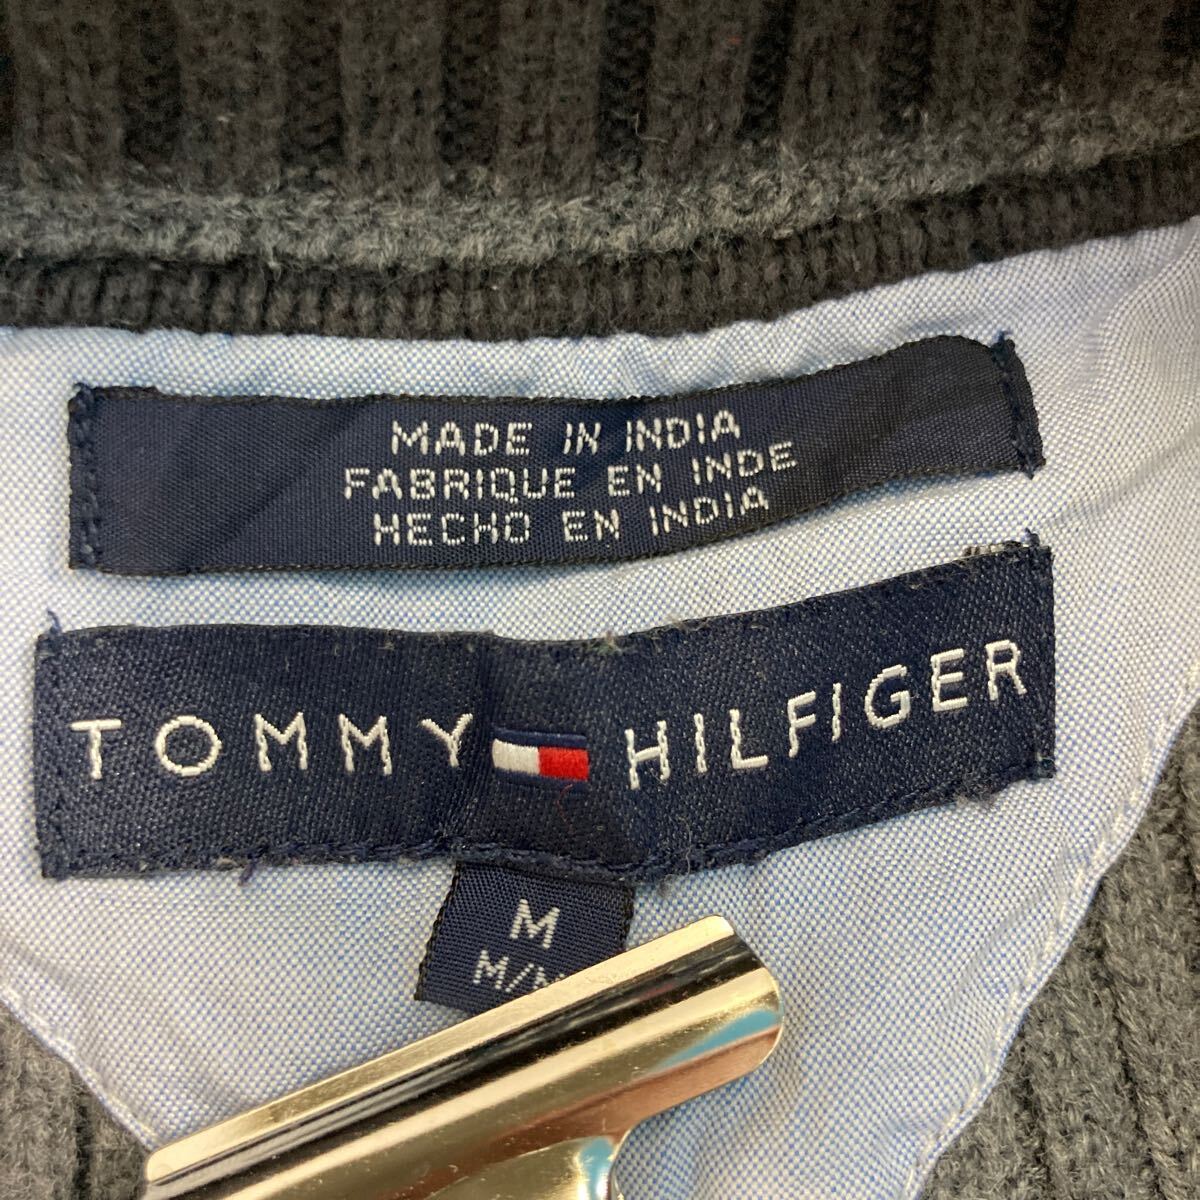 MADE IN INDIA
FABRIQUE EN INDE
HECHO EN INDIA
TOMMY HILFIGER
M